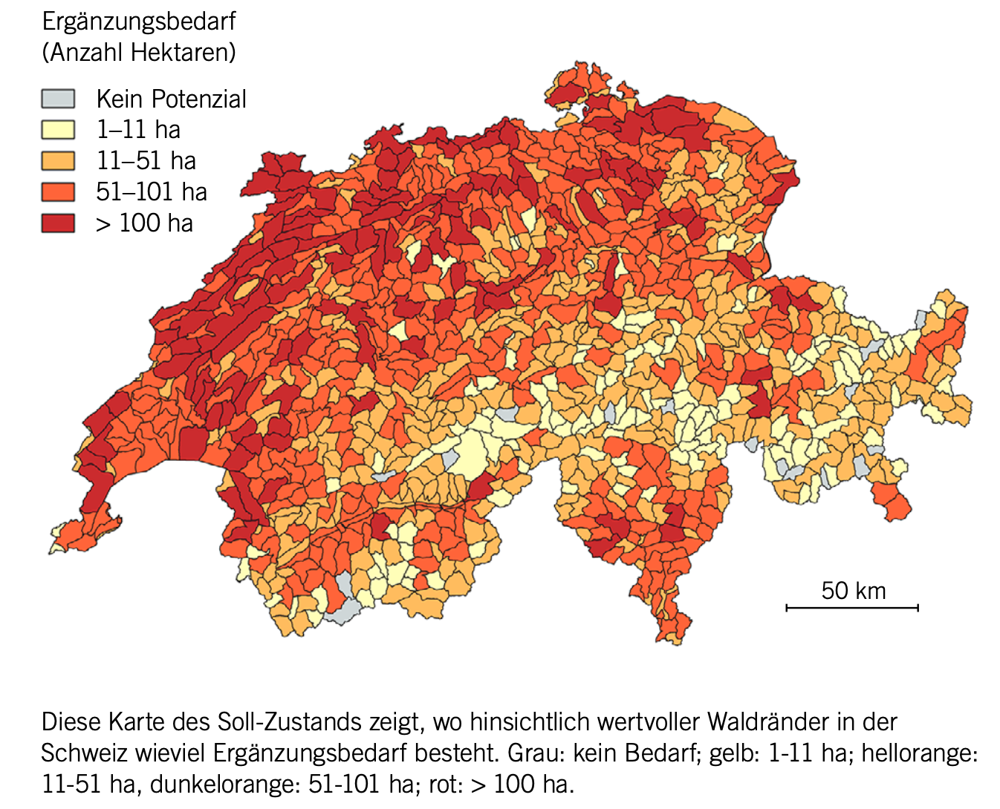 Ergänzungsbedarf
(Anzahl Hektaren)
Kein Potenzial
1–11 ha
11–51 ha
51–101 ha
> 100 ha
50 km
Diese Karte des Soll-Zustands zeigt, wo hinsichtlich wertvoller Waldränder in der
Schweiz wieviel Ergänzungsbedarf besteht. Grau: kein Bedarf; gelb: 1-11 ha; hellorange:
11-51 ha, dunkelorange: 51-101 ha; rot: > 100 ha.